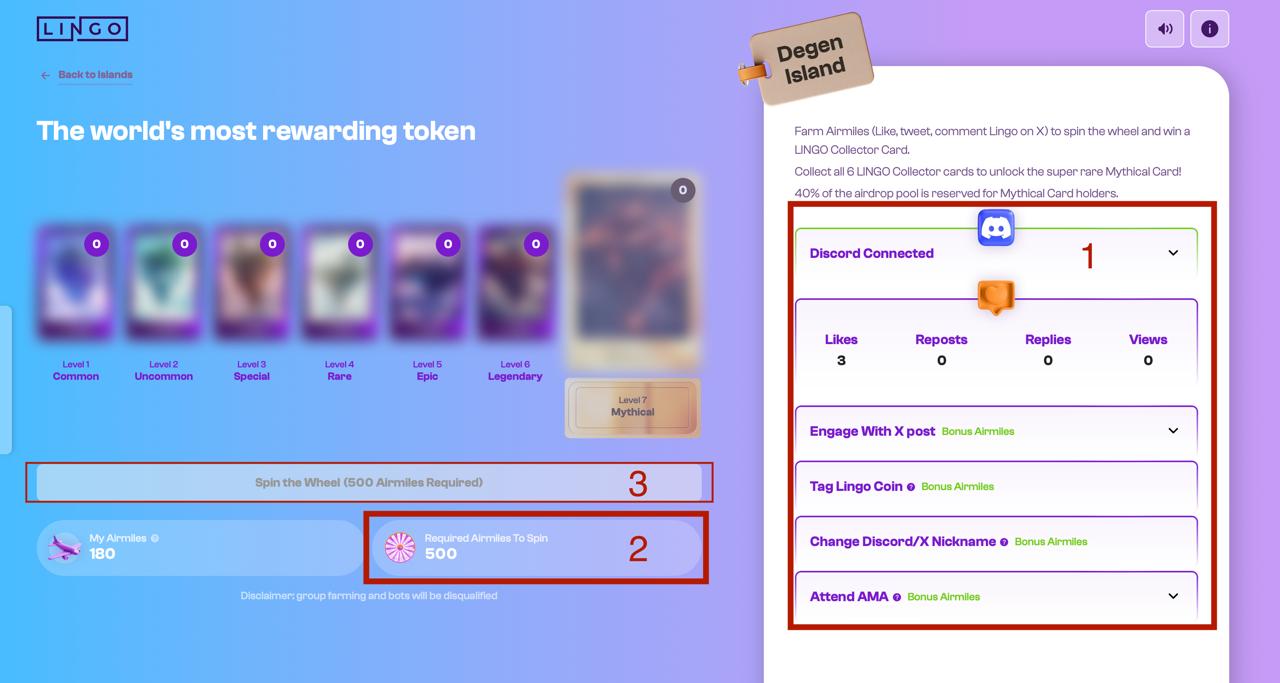 LINGO
Back to Islands
The world's most rewarding token
0
0
0
0
0
0
0
Level 1
Common
Level 2
Uncommon
Level 3
Special
Level 4
Rare
Level 5
Epic
Level 6
Legendary
Level 7
Mythical
Spin the Wheel (500 Airmiles Required)
3
My Airmiles ?
180
Required Airmiles To Spin
500
2
Disclaimer: group farming and bots will be disqualified
Degen
Island
Farm Airmiles (Like, tweet, comment Lingo on X) to spin the wheel and win a
LINGO Collector Card.
Collect all 6 LINGO Collector cards to unlock the super rare Mythical Card!
40% of the airdrop pool is reserved for Mythical Card holders.
Discord Connected
1
Likes Reposts Replies Views
3 0 0 0
Engage With X post Bonus Airmiles
Tag Lingo Coin ? Bonus Airmiles
Change Discord/X Nickname ? Bonus Airmiles
Attend AMA ? Bonus Airmiles